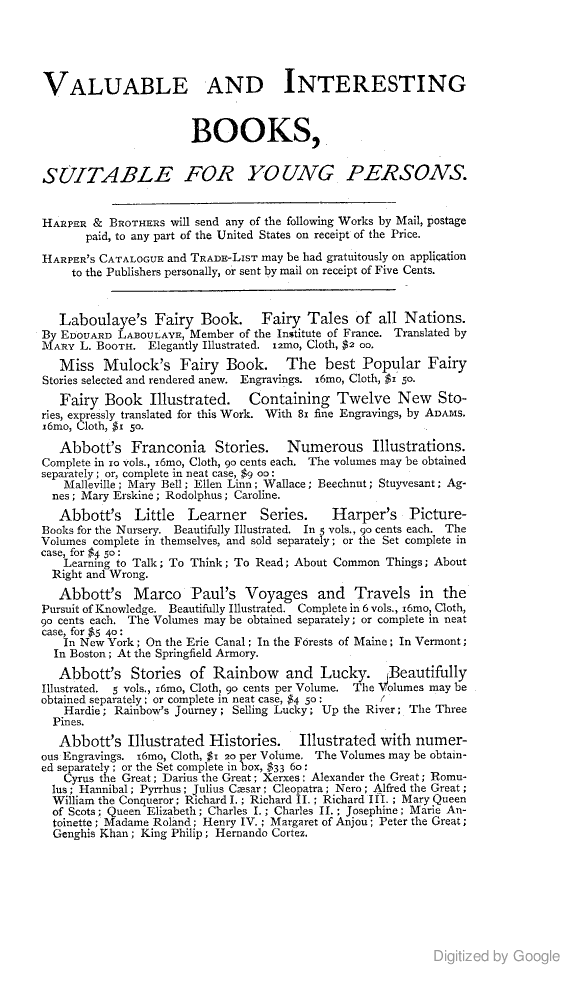 VALUABLE AND INTERESTING
BOOKS,
SUITABLE FOR YOUNG PERSONS.
HARPER & BROTHERS will send any of the following Works by Mail, postage
paid, to any part of the United States on receipt of the Price.
HARPER'S CATALOGUE and TRADE-LIST may be had gratuitously on application
to the Publishers personally, or sent by mail on receipt of Five Cents.
Laboulaye's Fairy Book. Fairy Tales of all Nations.
By EDOUARD LABOULAYE, Member of the Institute of France. Translated by
MARY L. BOOTH. Elegantly Illustrated. 12mo, Cloth, $2 00.
Miss Mulock's Fairy Book. The best Popular Fairy
Stories selected and rendered anew. Engravings. 16mo, Cloth, $1 50.
Fairy Book Illustrated. Containing Twelve New Sto-
ries, expressly translated for this Work. With 81 fine Engravings, by ADAMS.
16mo, Cloth, $1 50.
Abbott's Franconia Stories. Numerous Illustrations.
Complete in 10 vols., 16mo, Cloth, 90 cents each. The volumes may be obtained
separately; or, complete in neat case, $9 00:
Malleville; Mary Bell; Ellen Linn; Wallace; Beechnut; Stuyvesant; Ag-
nes; Mary Erskine; Rodolphus; Caroline.
Abbott's Little Learner Series. Harper's Picture-
Books for the Nursery. Beautifully Illustrated. In 5 vols., 90 cents each. The
Volumes complete in themselves, and sold separately; or the Set complete in
case, for $4 50:
Learning to Talk; To Think; To Read; About Common Things; About
Right and Wrong.
Abbott's Marco Paul's Voyages and Travels in the
Pursuit of Knowledge. Beautifully Illustrated. Complete in 6 vols., 16mo, Cloth,
90 cents each. The Volumes may be obtained separately; or complete in neat
case, for $5 40:
In New York; On the Erie Canal; In the Forests of Maine; In Vermont;
In Boston; At the Springfield Armory.
Abbott's Stories of Rainbow and Lucky. Beautifully
Illustrated. 5 vols., 16mo, Cloth, 90 cents per Volume. The Volumes may be
obtained separately; or complete in neat case, $4 50:
Hardie; Rainbow's Journey; Selling Lucky; Up the River; The Three
Pines.
Abbott's Illustrated Histories. Illustrated with numer-
ous Engravings. 16mo, Cloth, $1 20 per Volume. The Volumes may be obtain-
ed separately; or the Set complete in box, $33 60:
Cyrus the Great; Darius the Great; Xerxes; Alexander the Great; Romu-
lus; Hannibal; Pyrrhus; Julius Cæsar; Cleopatra; Nero; Alfred the Great;
William the Conqueror; Richard I.; Richard II.; Richard III.; Mary Queen
of Scots; Queen Elizabeth; Charles I.; Charles II.; Josephine; Marie An-
toinette; Madame Roland; Henry IV.; Margaret of Anjou; Peter the Great;
Genghis Khan; King Philip; Hernando Cortez.
Digitized by Google